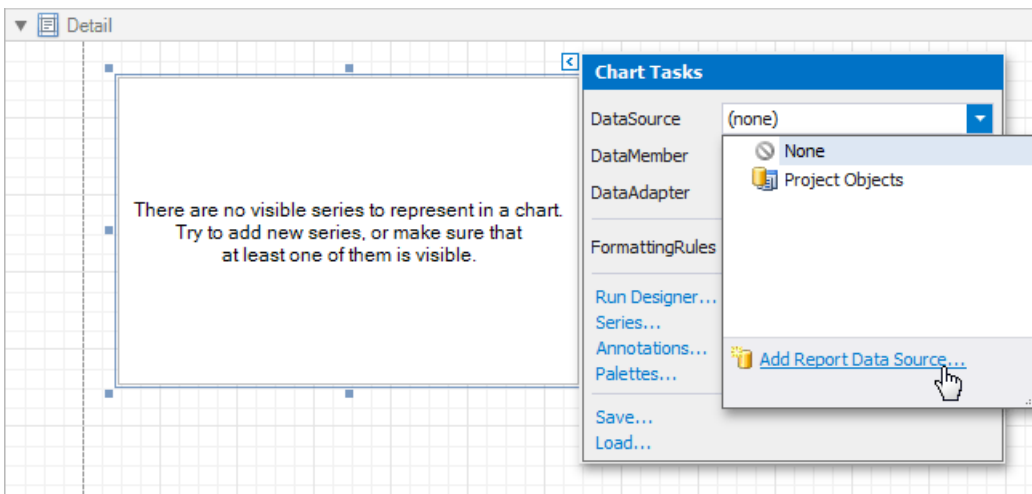 Detail
There are no visible series to represent in a chart.
Try to add new series, or make sure that
at least one of them is visible.
Chart Tasks
DataSource (none)
DataMember
DataAdapter
FormattingRules
None
Project Objects
Add Report Data Source...
Run Designer...
Series...
Annotations...
Palettes...
Save...
Load...